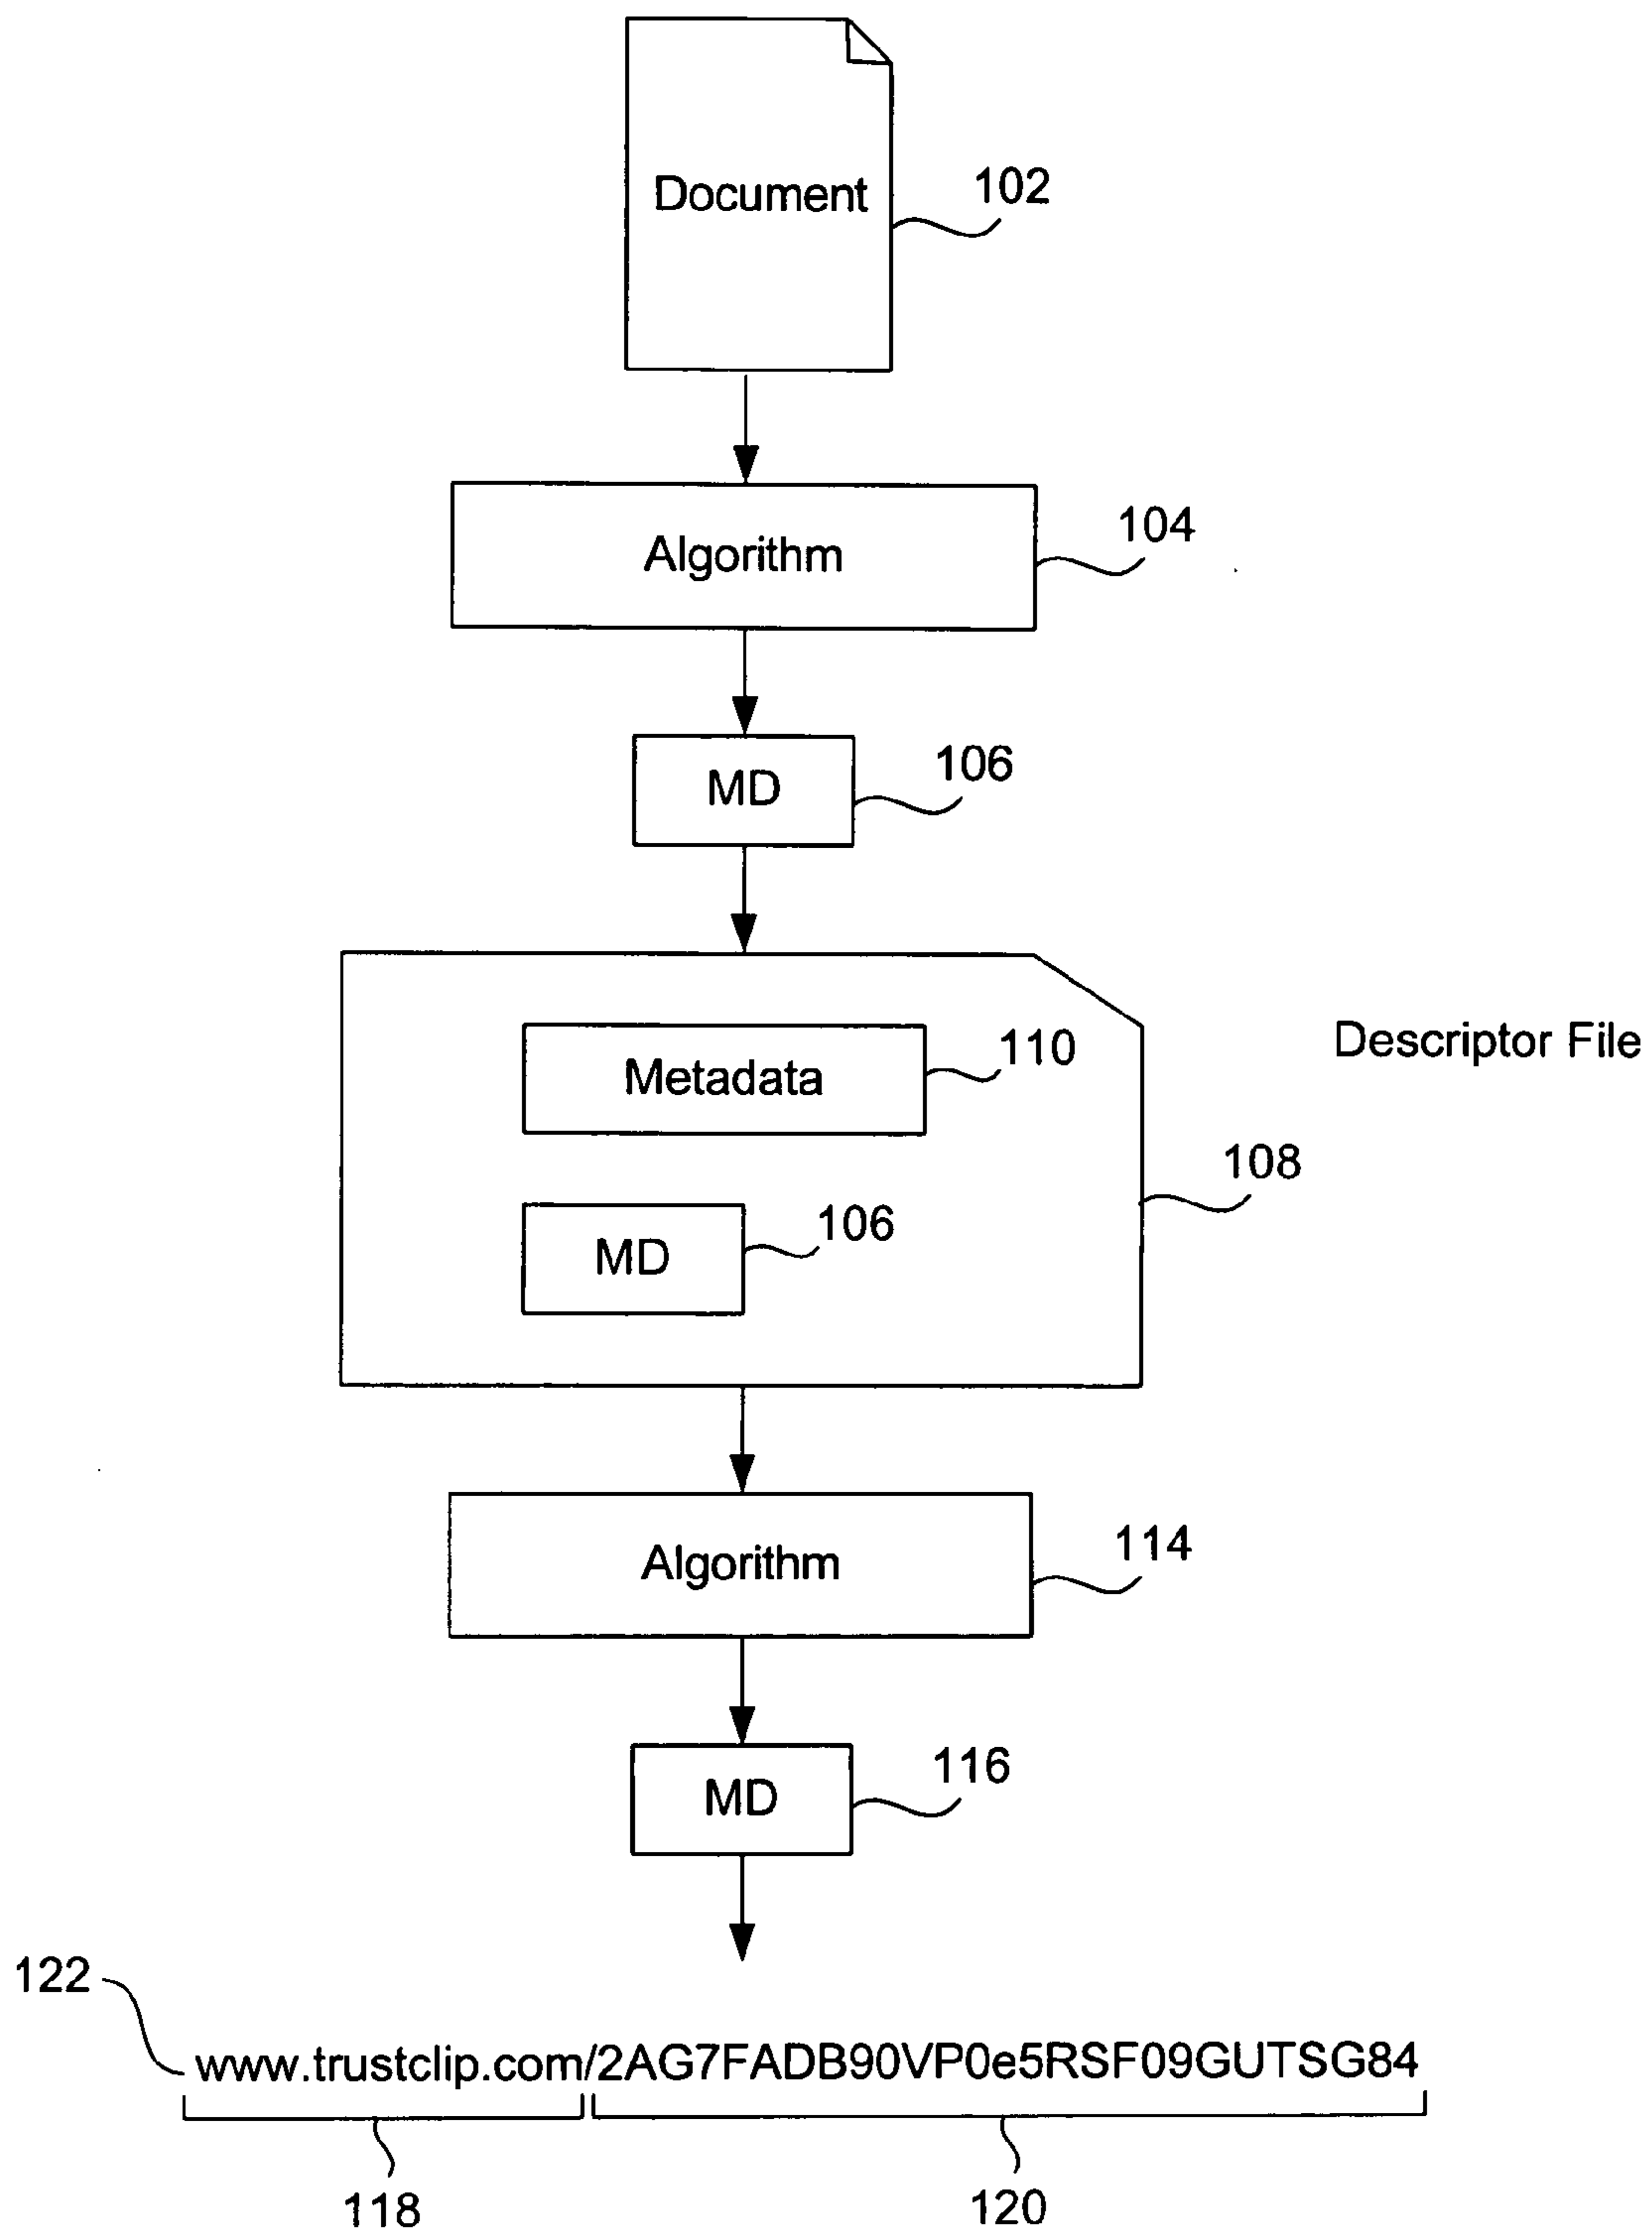 Document
102
Algorithm
104
MD
106
Descriptor File
Metadata
110
108
MD
106
Algorithm
114
MD
116
122
www.trustclip.com/2AG7FADB90VP0e5RSF09GUTSG84
118
120